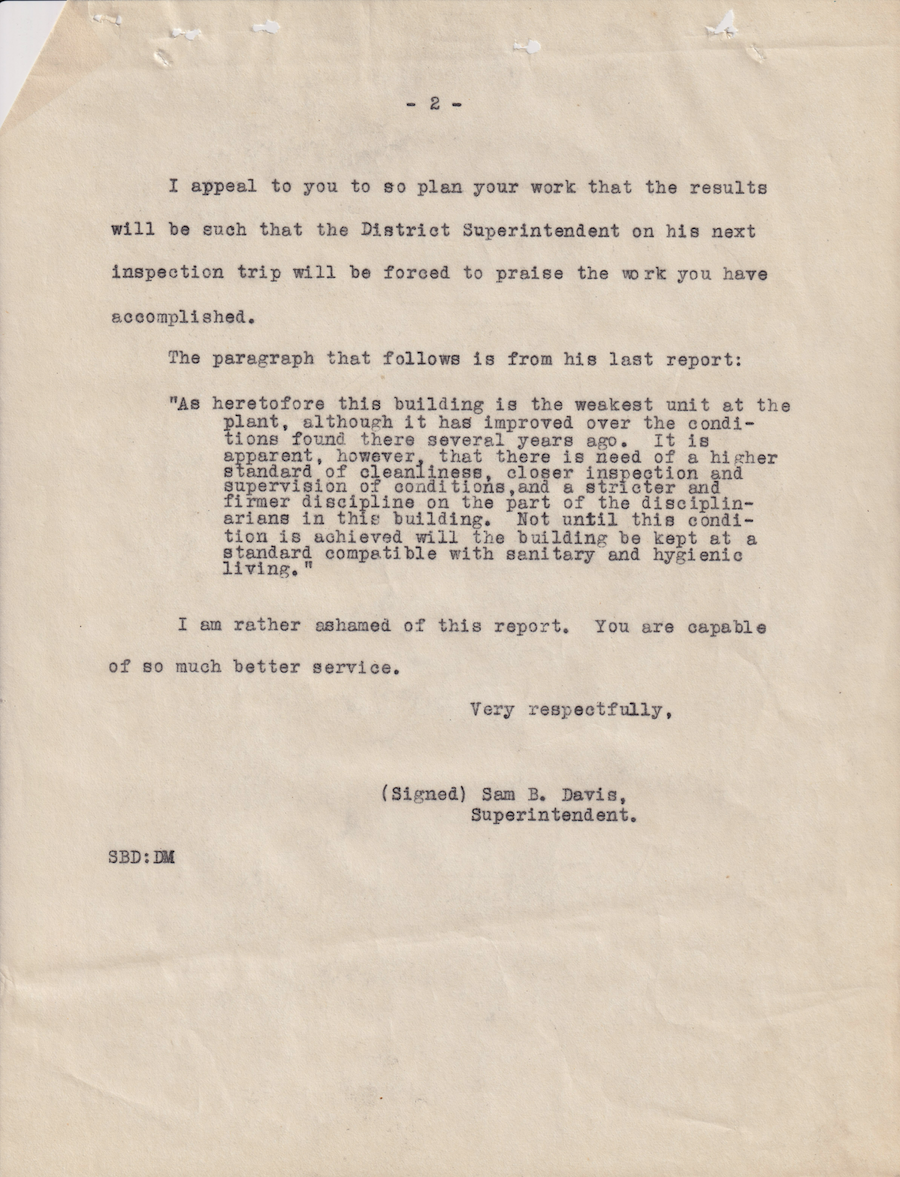 - 2 -
I appeal to you to so plan your work that the results
will be such that the District Superintendent on his next
inspection trip will be forced to praise the work you have
accomplished.
The paragraph that follows is from his last report:
"As heretofore this building is the weakest unit at the
plant, although it has improved over the condi-
tions found there several years ago. It is
apparent, however, that there is need of a higher
standard of cleanliness, closer inspection and
supervision of conditions,and a stricter and
firmer discipline on the part of the disciplin-
arians in this building. Not until this condi-
tion is achieved will the building be kept at a
standard compatible with sanitary and hygienic
living."
I am rather ashamed of this report. You are capable
of so much better service.
Very respectfully,
(Signed) Sam B. Davis,
Superintendent.
SBD:DM